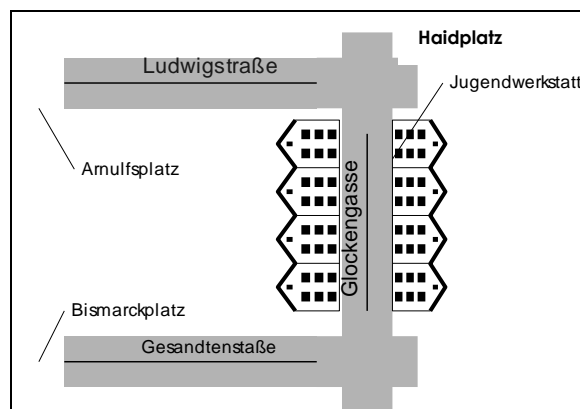 Haidplatz
Ludwigstraße
Jugendwerkstatt
Arnulfsplatz
Glockengasse
Bismarckplatz
Gesandtenstaße